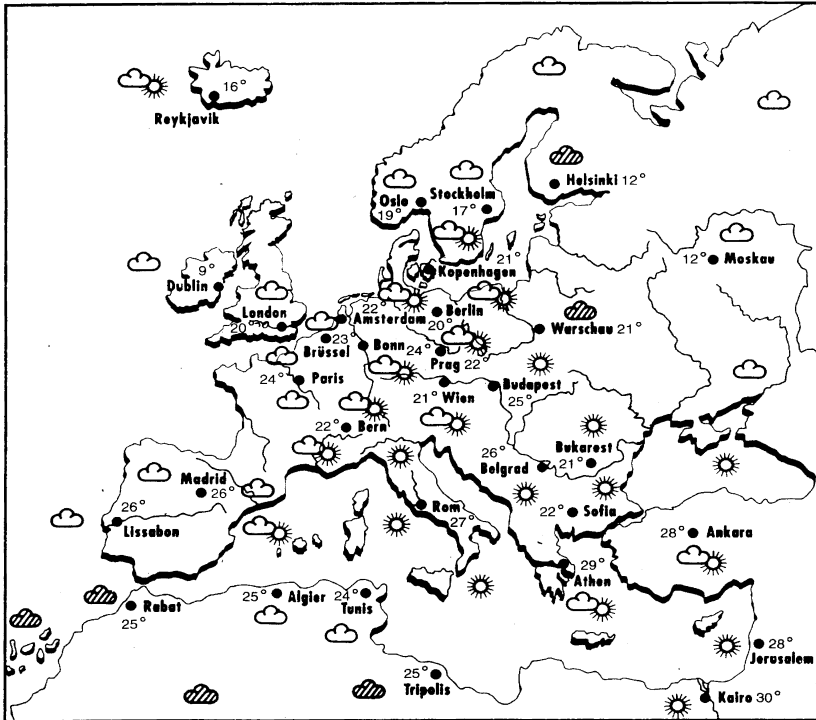 16°
Reykjavik
Helsinki 12°
Oslo
19°
Stockholm
17°
12° Moskau
9°
Dublin
21°
Kopenhagen
London
20°
22°
Amsterdam
Berlin
20°
Warschau 21°
23°
Brüssel
Bonn
24°
Prag 22°
24° Paris
21° Wien
Budapest
25°
22° Bern
26°
Belgrad
Bukarest
21°
Madrid
26°
26°
Lissabon
Rom
27°
22° Sofia
28° Ankara
29°
Athen
Rabat
25°
25° Algier
24°
Tunis
28°
Jerusalem
25°
Tripolis
Kairo 30°